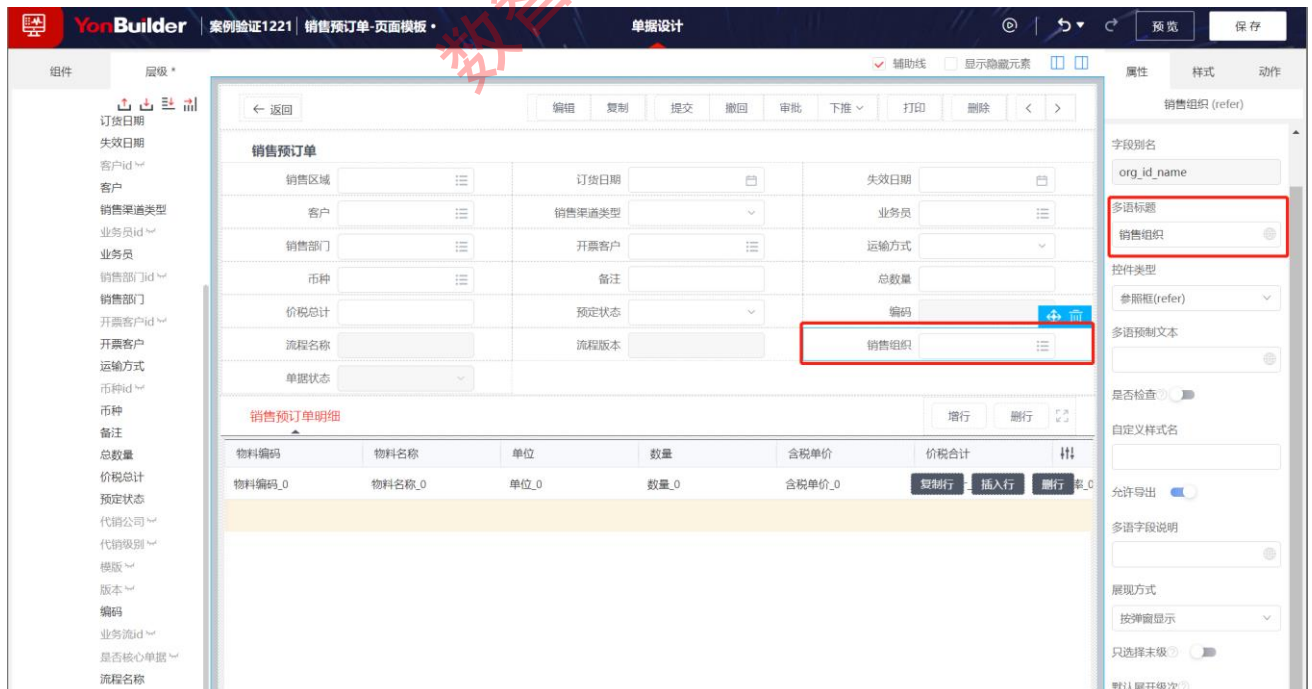 YonBuilder 案例验证1221 销售预订单-页面模板 • 单据设计 预览 保存
组件 层级 * 辅助线 显示隐藏元素 属性 样式 动作
销售组织 (refer)
订货日期
失效日期
客户id
客户
销售渠道类型
业务员id
业务员
销售部门id
销售部门
开票客户id
开票客户
运输方式
币种id
币种
备注
总数量
价税总计
预定状态
代销公司
代销级别
模版
版本
编码
业务流id
是否核心单据
流程名称
← 返回 编辑 复制 提交 撤回 审批 下推 打印 删除 < >
销售预订单
销售区域 订货日期 失效日期
客户 销售渠道类型 业务员
销售部门 开票客户 运输方式
币种 备注 总数量
价税总计 预定状态 编码
流程名称 流程版本 销售组织
单据状态
销售预订单明细 增行 删行
物料编码 物料名称 单位 数量 含税单价 价税合计
物料编码_0 物料名称_0 单位_0 数量_0 含税单价_0 复制行 插入行 删行 率_0
字段别名
org_id_name
多语标题
销售组织
控件类型
参照框(refer)
多语预制文本
是否检查
自定义样式名
允许导出
多语字段说明
展现方式
按弹窗显示
只选择末级
默认展开级次